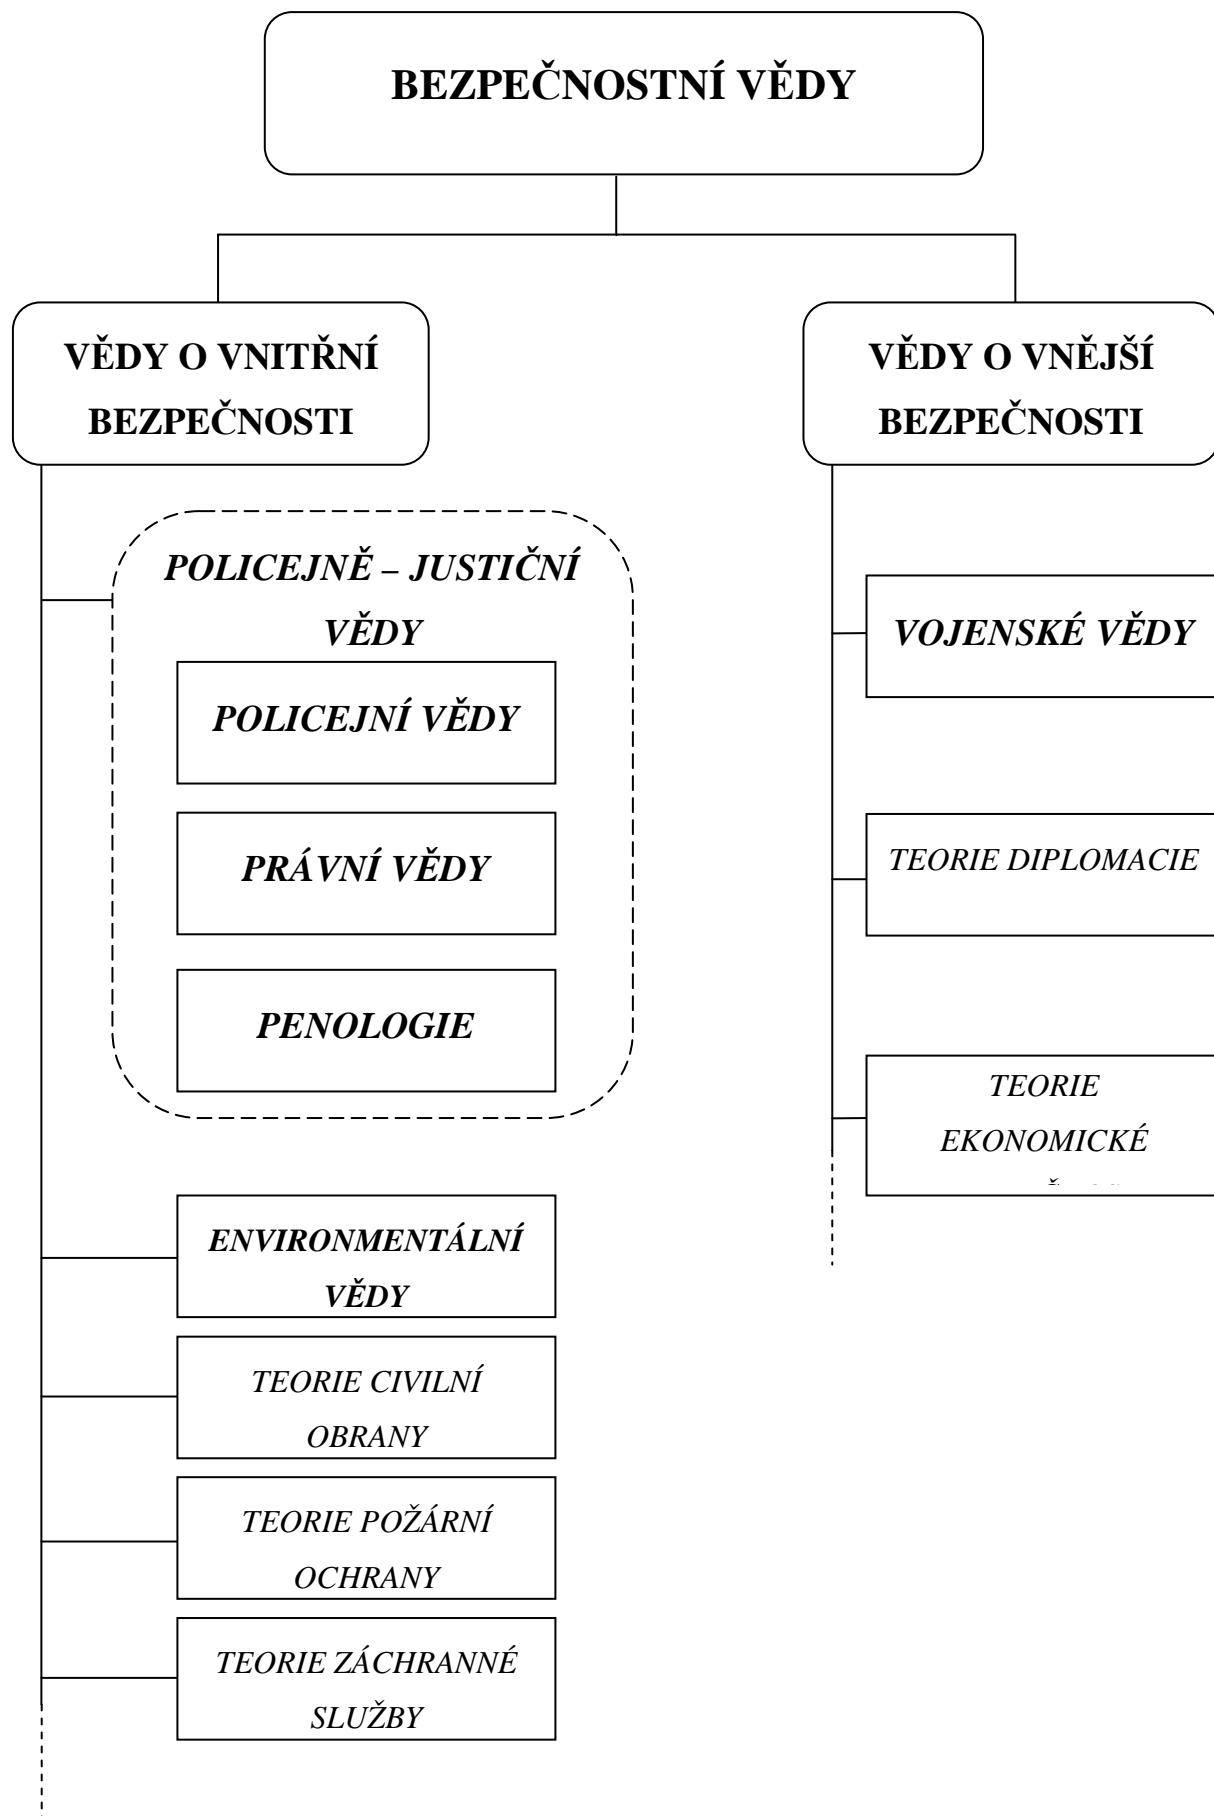 BEZPEČNOSTNÍ VĚDY
VĚDY O VNITŘNÍ
BEZPEČNOSTI
POLICEJNĚ – JUSTIČNÍ
VĚDY
POLICEJNÍ VĚDY
PRÁVNÍ VĚDY
PENOLOGIE
ENVIRONMENTÁLNÍ
VĚDY
TEORIE CIVILNÍ
OBRANY
TEORIE POŽÁRNÍ
OCHRANY
TEORIE ZÁCHRANNÉ
SLUŽBY
VĚDY O VNĚJŠÍ
BEZPEČNOSTI
VOJENSKÉ VĚDY
TEORIE DIPLOMACIE
TEORIE
EKONOMICKÉ